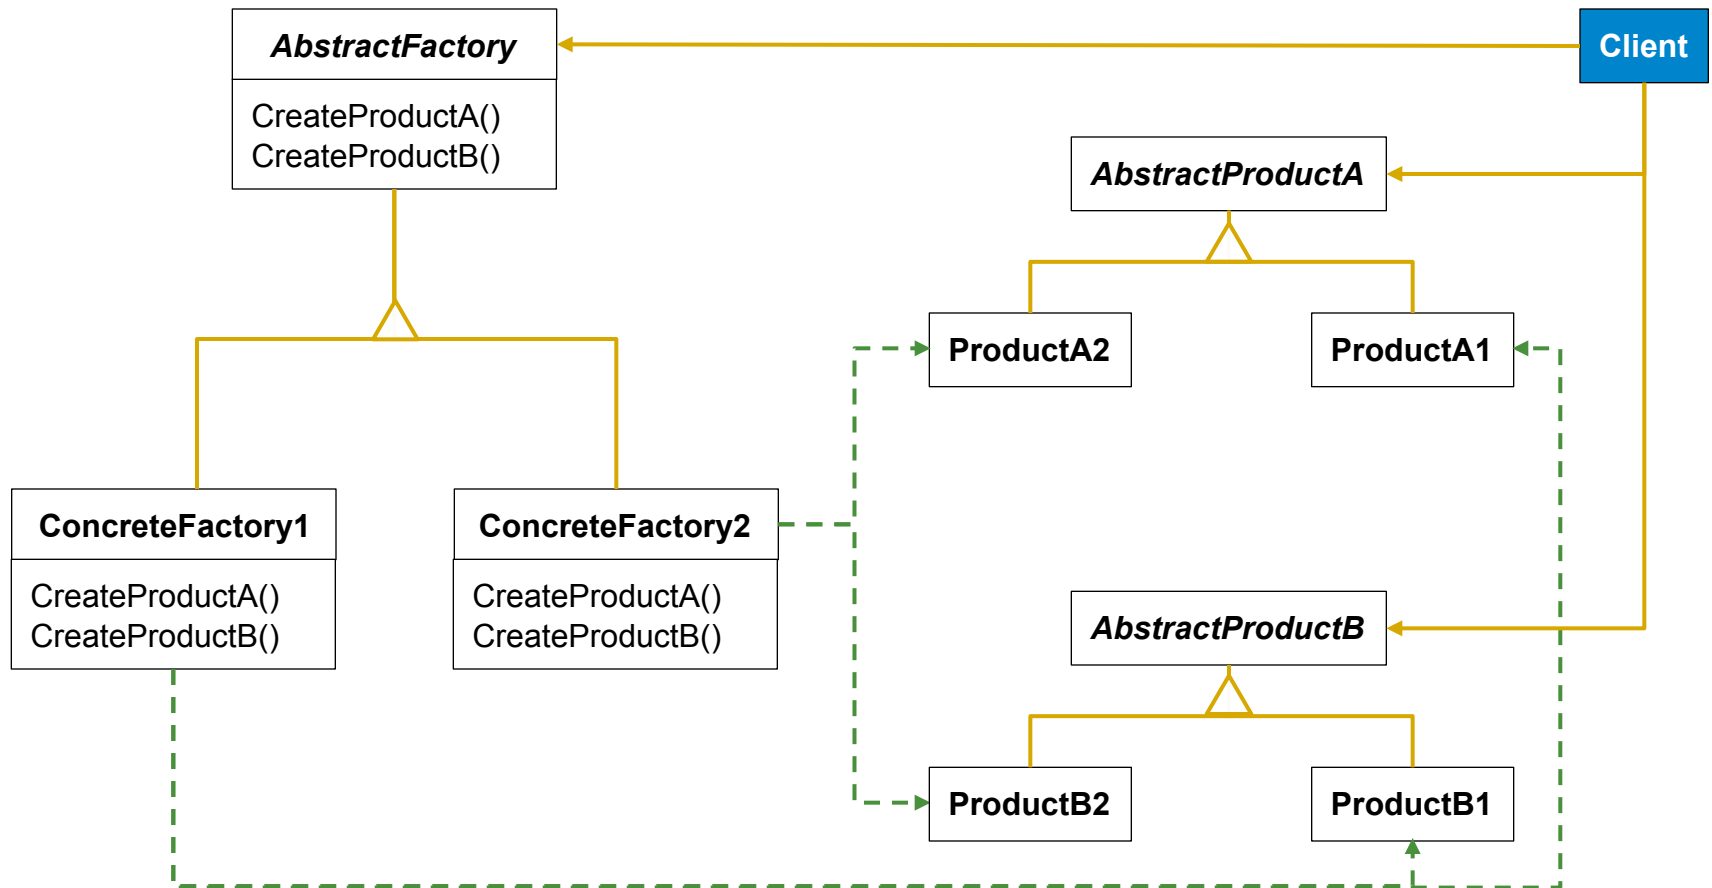 AbstractFactory
CreateProductA()
CreateProductB()
Client
AbstractProductA
ProductA2
ProductA1
ConcreteFactory1
CreateProductA()
CreateProductB()
ConcreteFactory2
CreateProductA()
CreateProductB()
AbstractProductB
ProductB2
ProductB1